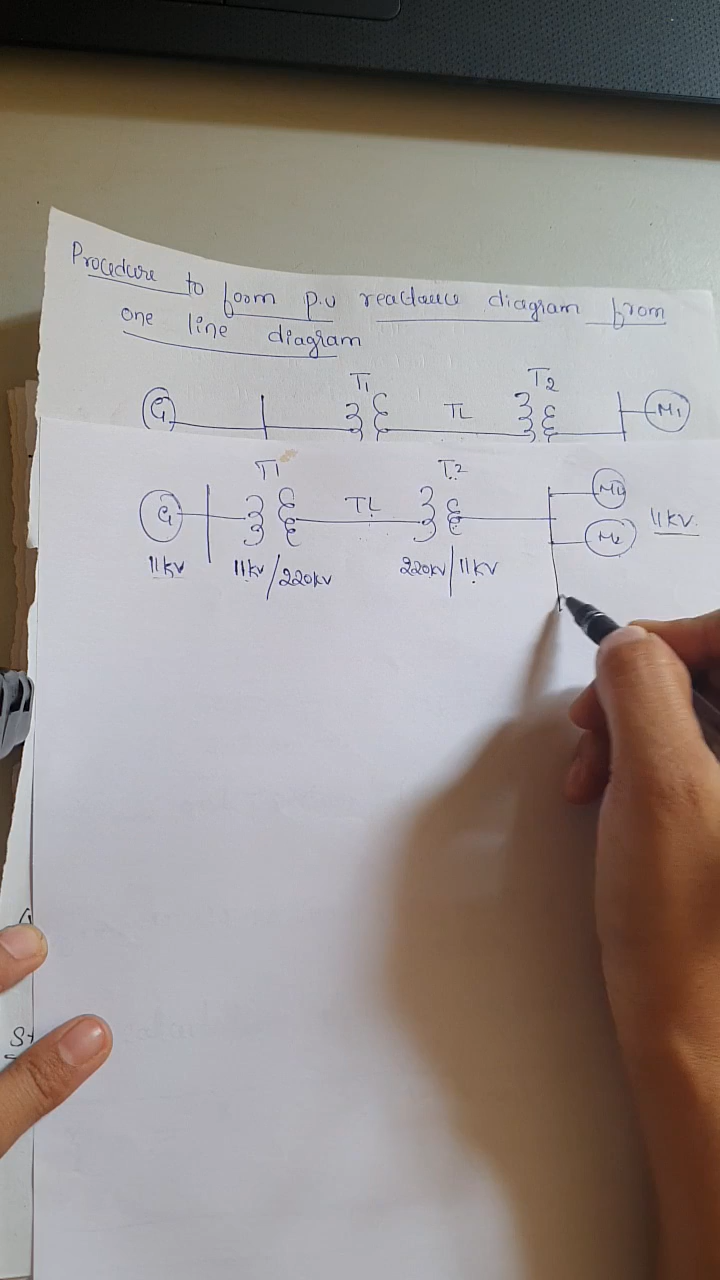 Procedure to form p.u reactance diagram from
one line diagram
T1 T2
G TL M1
T1 T2
G TL M1
M2
11KV
11KV 11KV/220KV 220KV/11KV